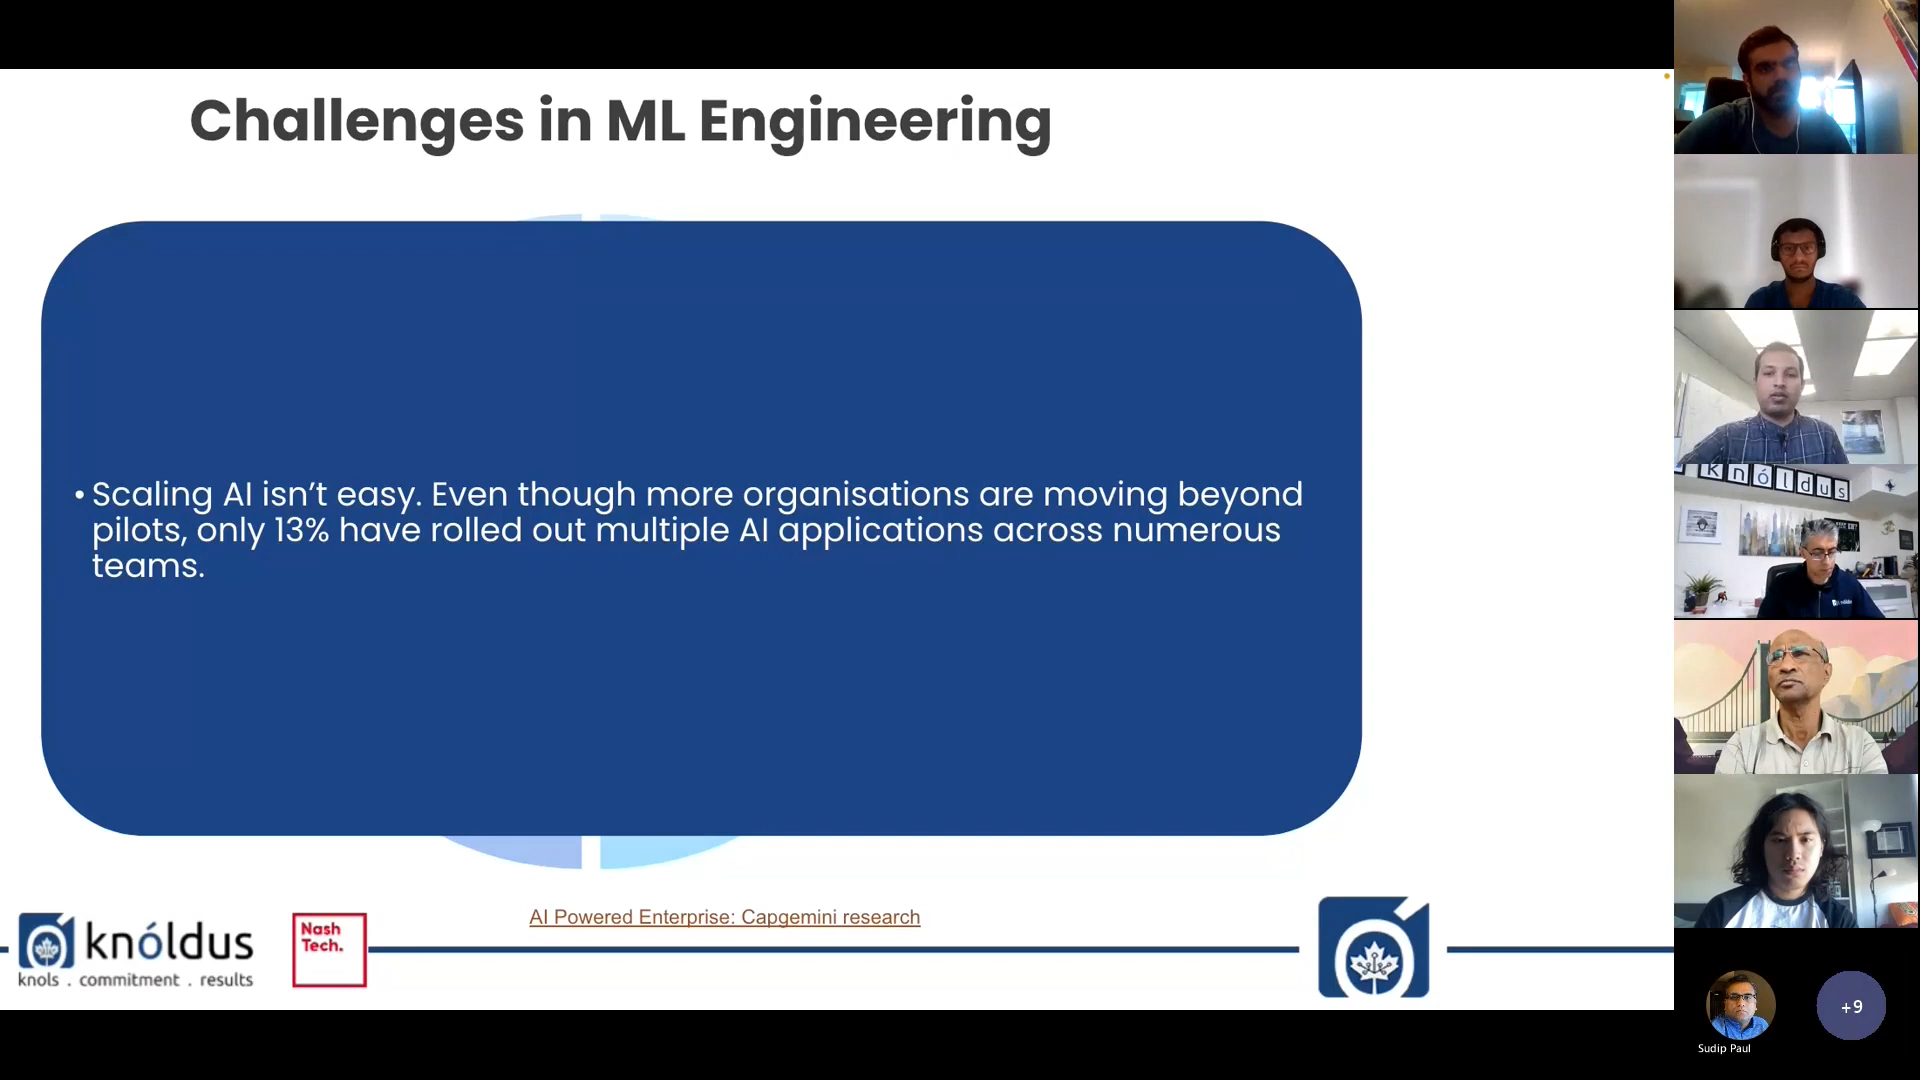 Challenges in ML Engineering
• Scaling AI isn’t easy. Even though more organisations are moving beyond
pilots, only 13% have rolled out multiple AI applications across numerous
teams.
AI Powered Enterprise: Capgemini research
knóldus
knols . commitment . results
Nash
Tech.
knóldus
Sudip Paul
+9